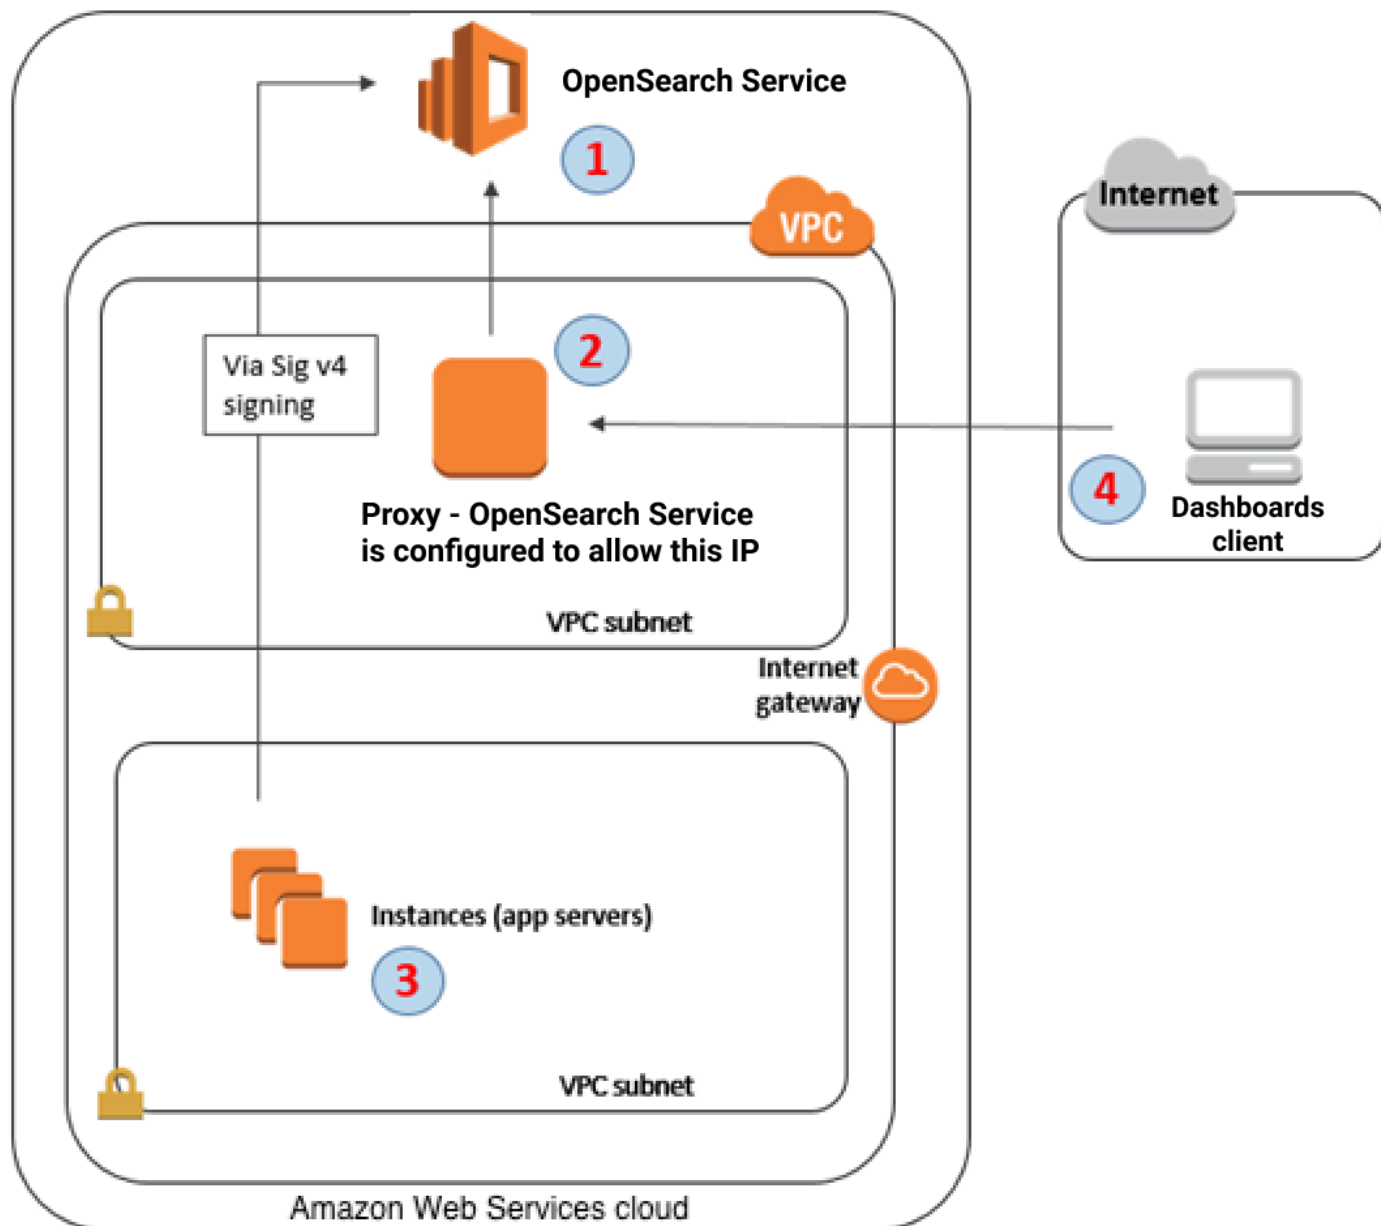 OpenSearch Service
1
VPC
Internet
Via Sig v4
signing
2
4
Dashboards
client
Proxy - OpenSearch Service
is configured to allow this IP
VPC subnet
Internet
gateway
Instances (app servers)
3
VPC subnet
Amazon Web Services cloud